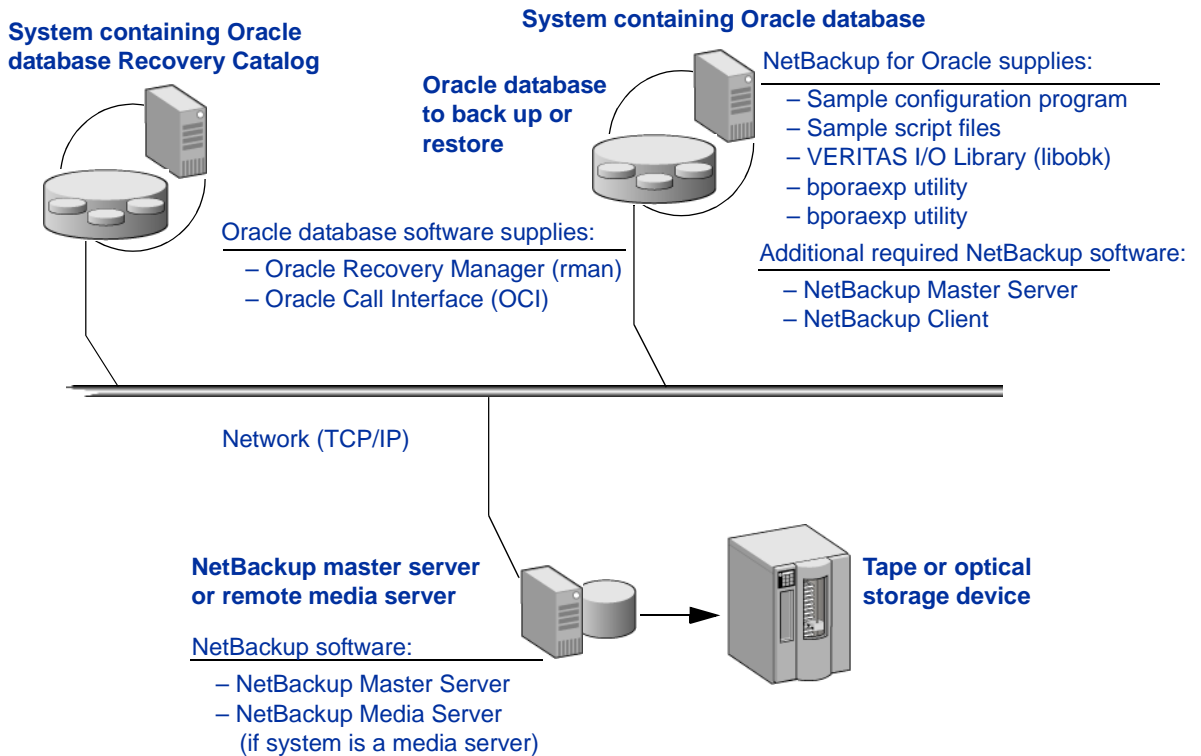 System containing Oracle
database Recovery Catalog
System containing Oracle database
Oracle database
to back up or
restore
NetBackup for Oracle supplies:
– Sample configuration program
– Sample script files
– VERITAS I/O Library (libobk)
– bporaexp utility
– bporaexp utility
Oracle database software supplies:
– Oracle Recovery Manager (rman)
– Oracle Call Interface (OCI)
Additional required NetBackup software:
– NetBackup Master Server
– NetBackup Client
Network (TCP/IP)
NetBackup master server
or remote media server
NetBackup software:
– NetBackup Master Server
– NetBackup Media Server
(if system is a media server)
Tape or optical
storage device